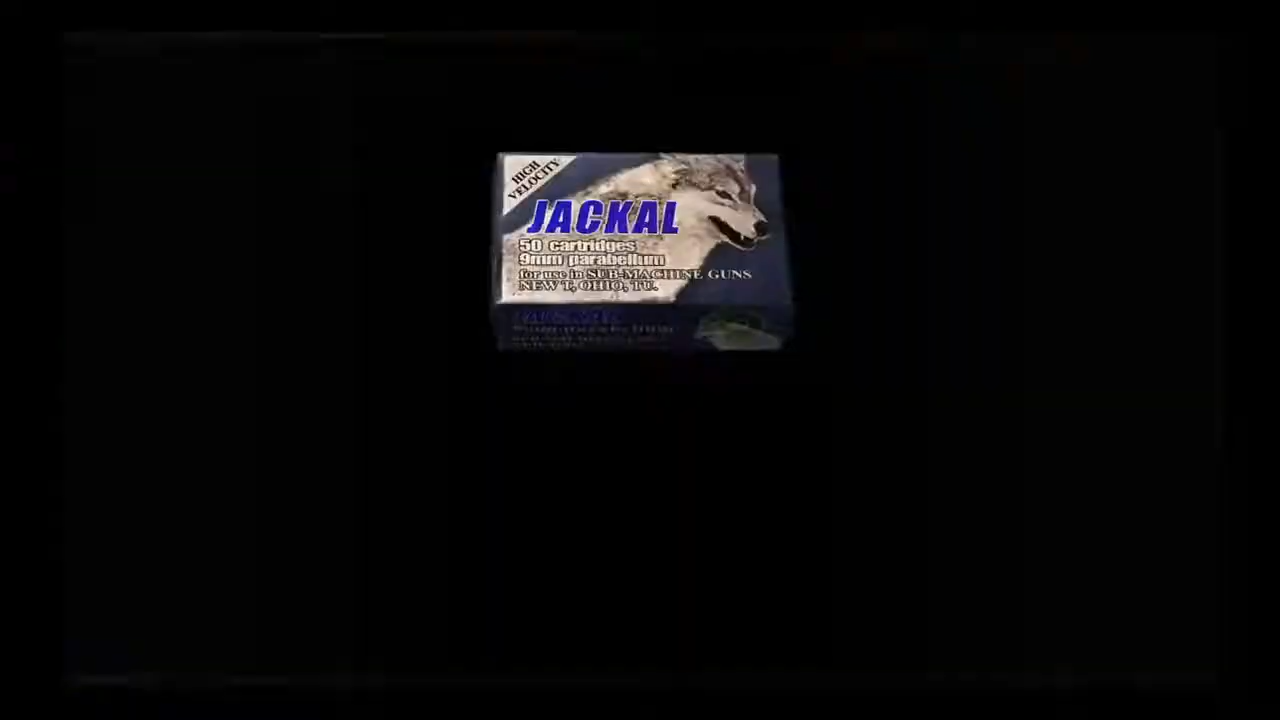 HIGH
VELOCITY
JACKAL
50 cartridges
9mm parabellum
for use in SUB-MACHINE GUNS
NEW T, OHIO, TU.